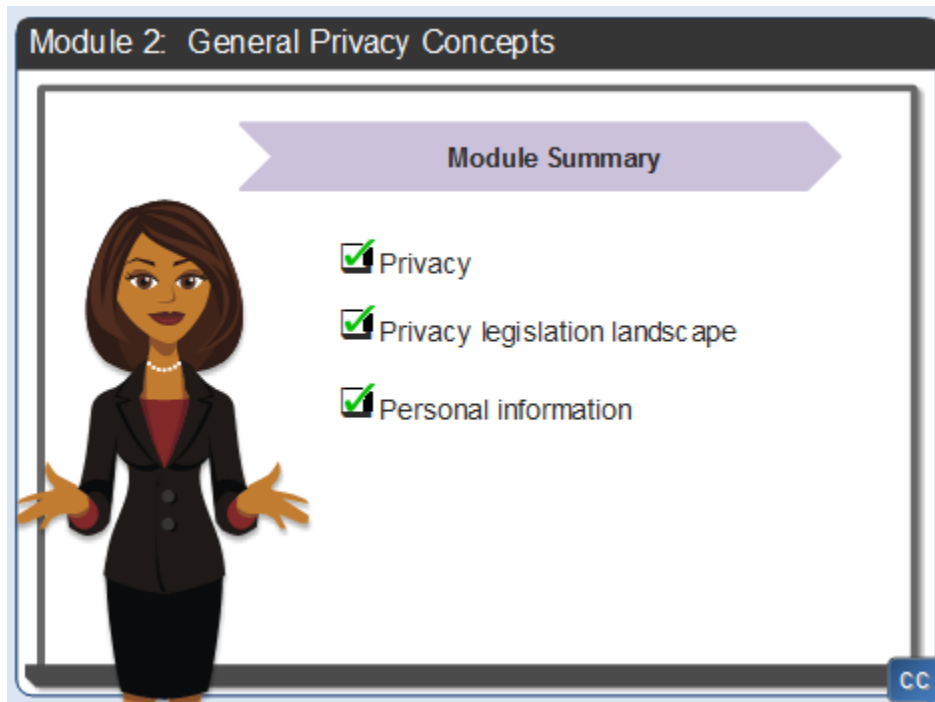 Module 2: General Privacy Concepts
Module Summary
Privacy
Privacy legislation landscape
Personal information
CC